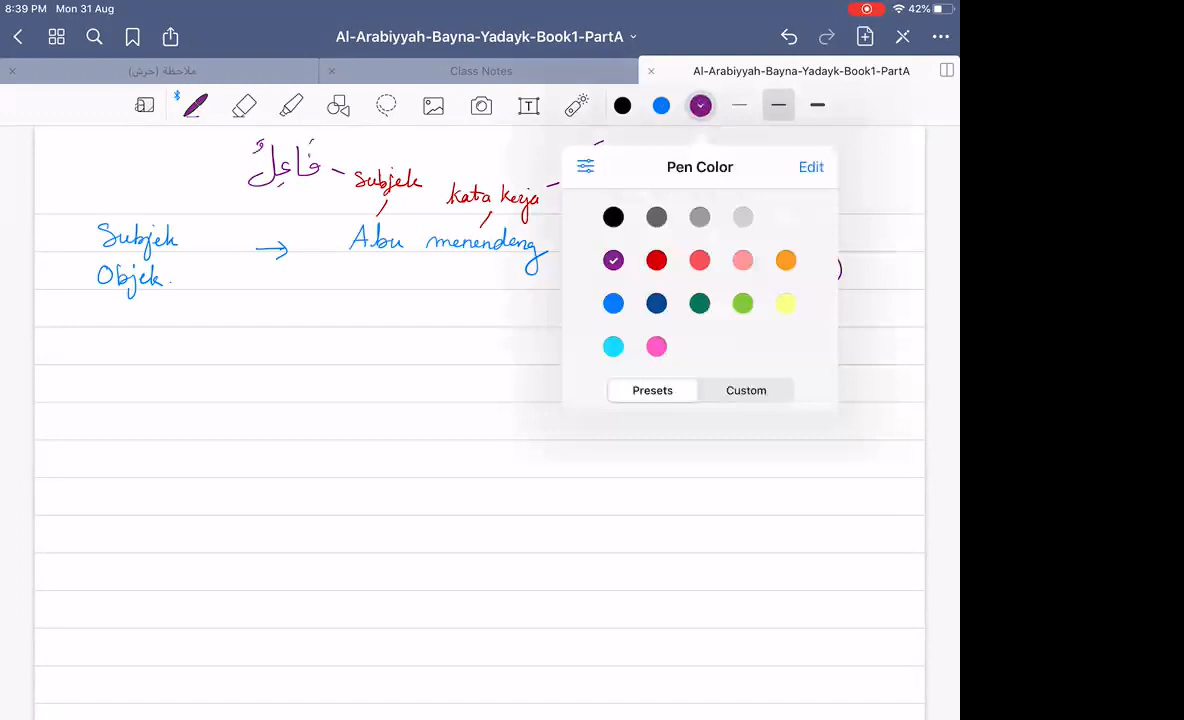 8:39 PM Mon 31 Aug 42%
Al-Arabiyyah-Bayna-Yadayk-Book1-PartA
ملاحظة (حرش)
Class Notes
Al-Arabiyyah-Bayna-Yadayk-Book1-PartA
Pen Color
Edit
Presets
Custom
فَاعِلٌ
Subjek
kata kerja
Subjek → Abu menendang
Objek.